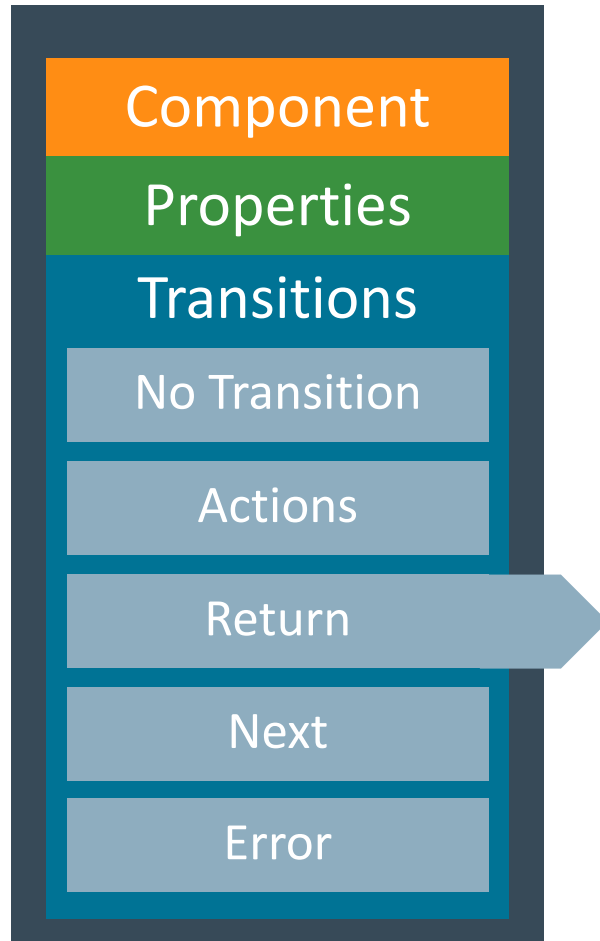 Component
Properties
Transitions
No Transition
Actions
Return
Next
Error